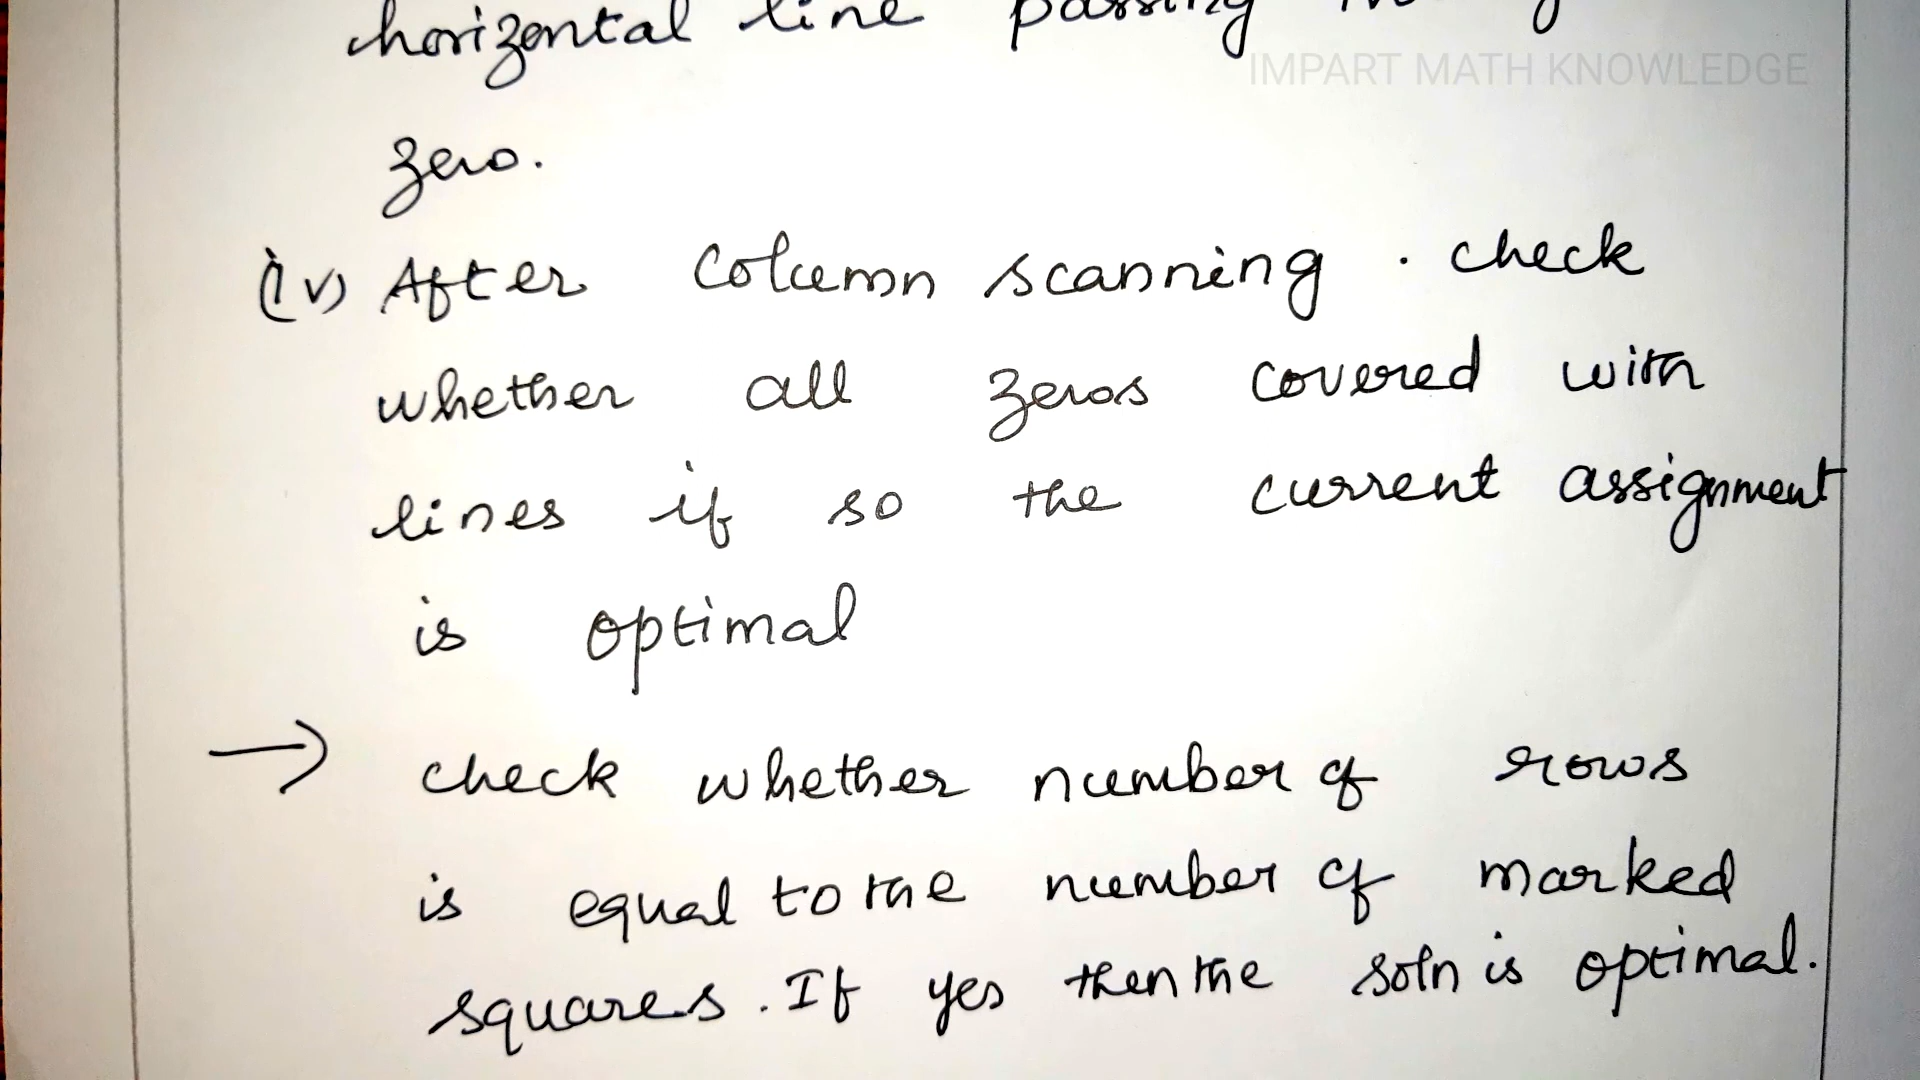 horizental line passing
IMPART MATH KNOWLEDGE
zero.
(iv) After column scanning . check
whether all zeros covered with
lines if so the current assignment
is optimal
→ check whether number of rows
is equal to the number of marked
squares. If yes then the soln is optimal.